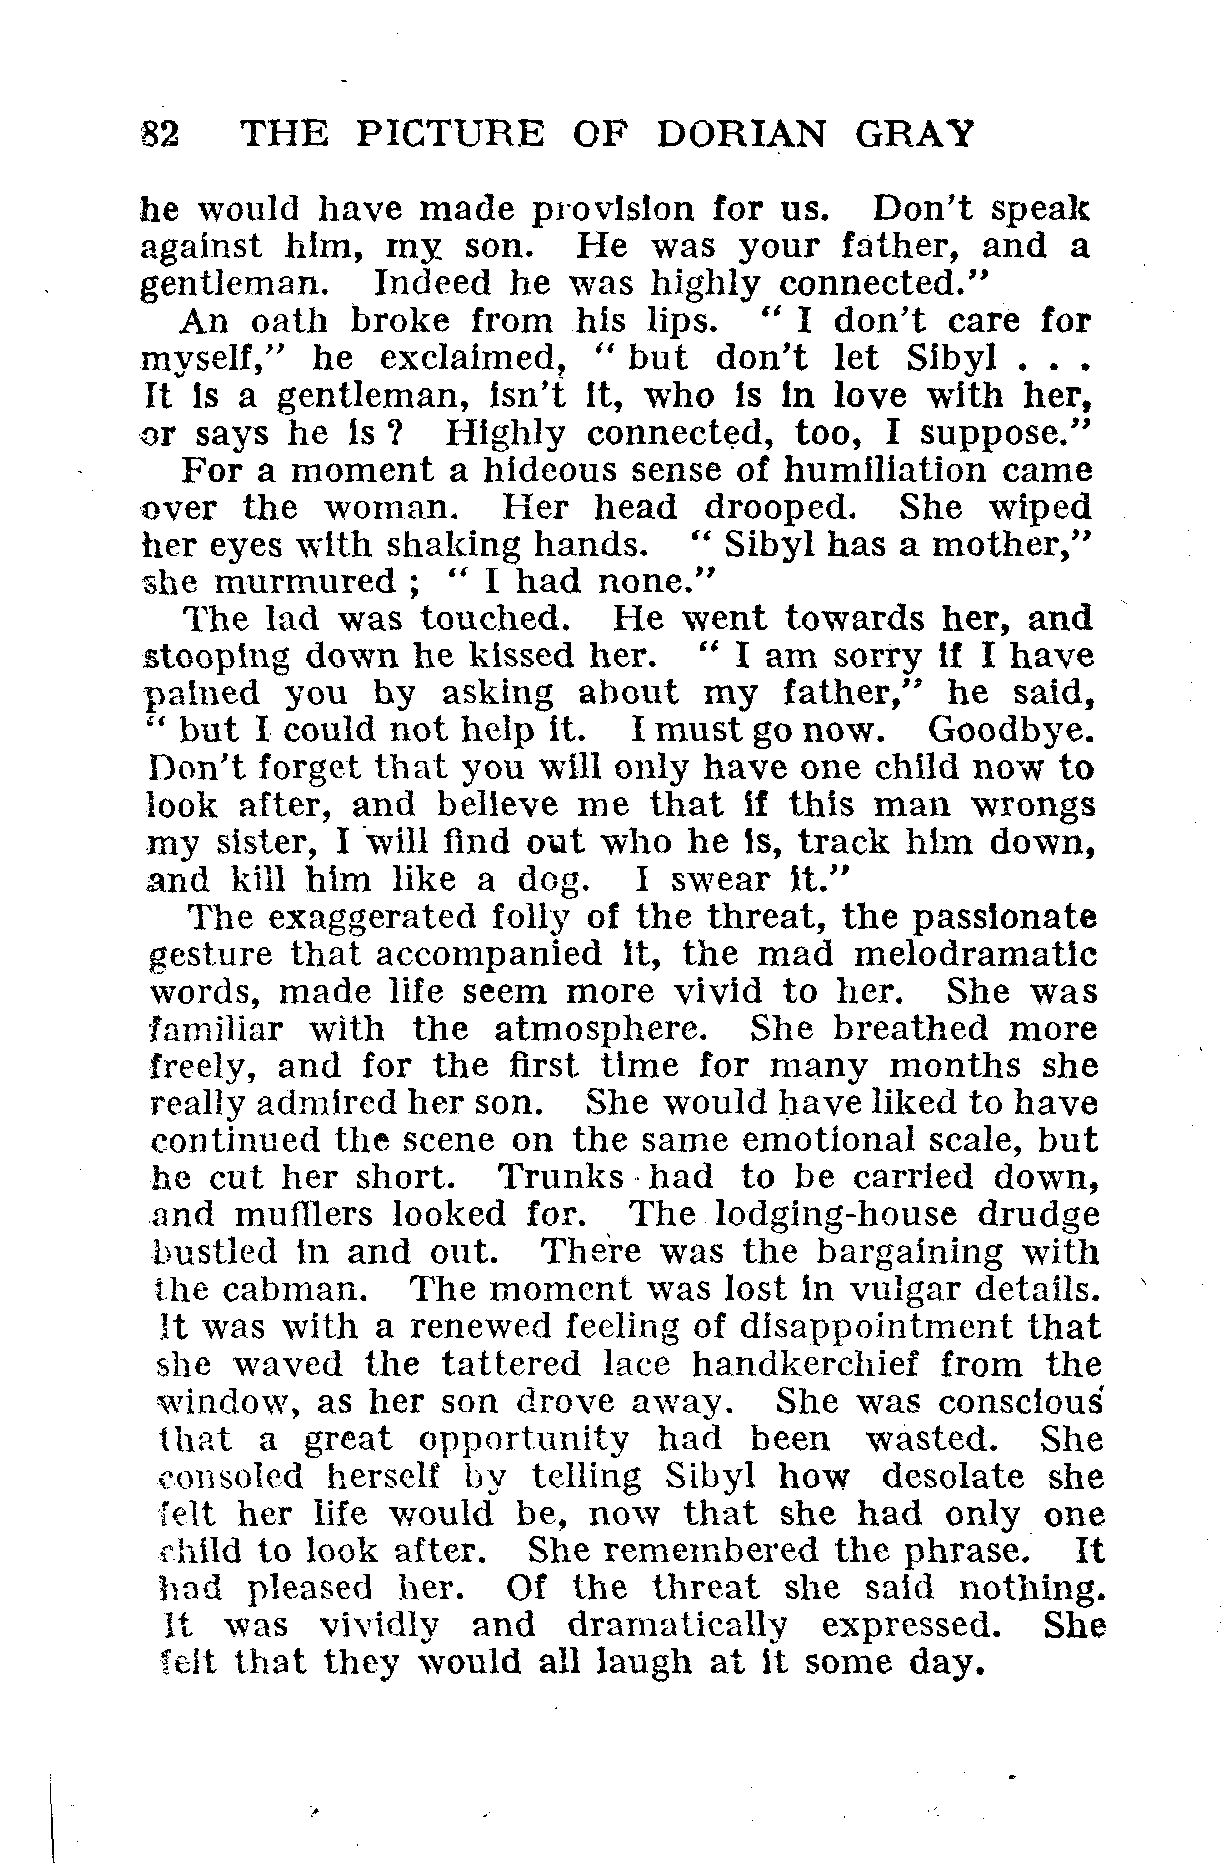 82 THE PICTURE OF DORIAN GRAY
he would have made provision for us. Don't speak
against him, my son. He was your father, and a
gentleman. Indeed he was highly connected."
An oath broke from his lips. " I don't care for
myself," he exclaimed, " but don't let Sibyl . . .
It is a gentleman, isn't it, who is in love with her,
or says he is ? Highly connected, too, I suppose."
For a moment a hideous sense of humiliation came
over the woman. Her head drooped. She wiped
her eyes with shaking hands. " Sibyl has a mother,"
she murmured ; " I had none."
The lad was touched. He went towards her, and
stooping down he kissed her. " I am sorry if I have
pained you by asking about my father," he said,
" but I could not help it. I must go now. Goodbye.
Don't forget that you will only have one child now to
look after, and believe me that if this man wrongs
my sister, I will find out who he is, track him down,
and kill him like a dog. I swear it."
The exaggerated folly of the threat, the passionate
gesture that accompanied it, the mad melodramatic
words, made life seem more vivid to her. She was
familiar with the atmosphere. She breathed more
freely, and for the first time for many months she
really admired her son. She would have liked to have
continued the scene on the same emotional scale, but
he cut her short. Trunks had to be carried down,
and mufflers looked for. The lodging-house drudge
bustled in and out. There was the bargaining with
the cabman. The moment was lost in vulgar details.
It was with a renewed feeling of disappointment that
she waved the tattered lace handkerchief from the
window, as her son drove away. She was conscious
that a great opportunity had been wasted. She
consoled herself by telling Sibyl how desolate she
felt her life would be, now that she had only one
child to look after. She remembered the phrase. It
had pleased her. Of the threat she said nothing.
It was vividly and dramatically expressed. She
felt that they would all laugh at it some day.